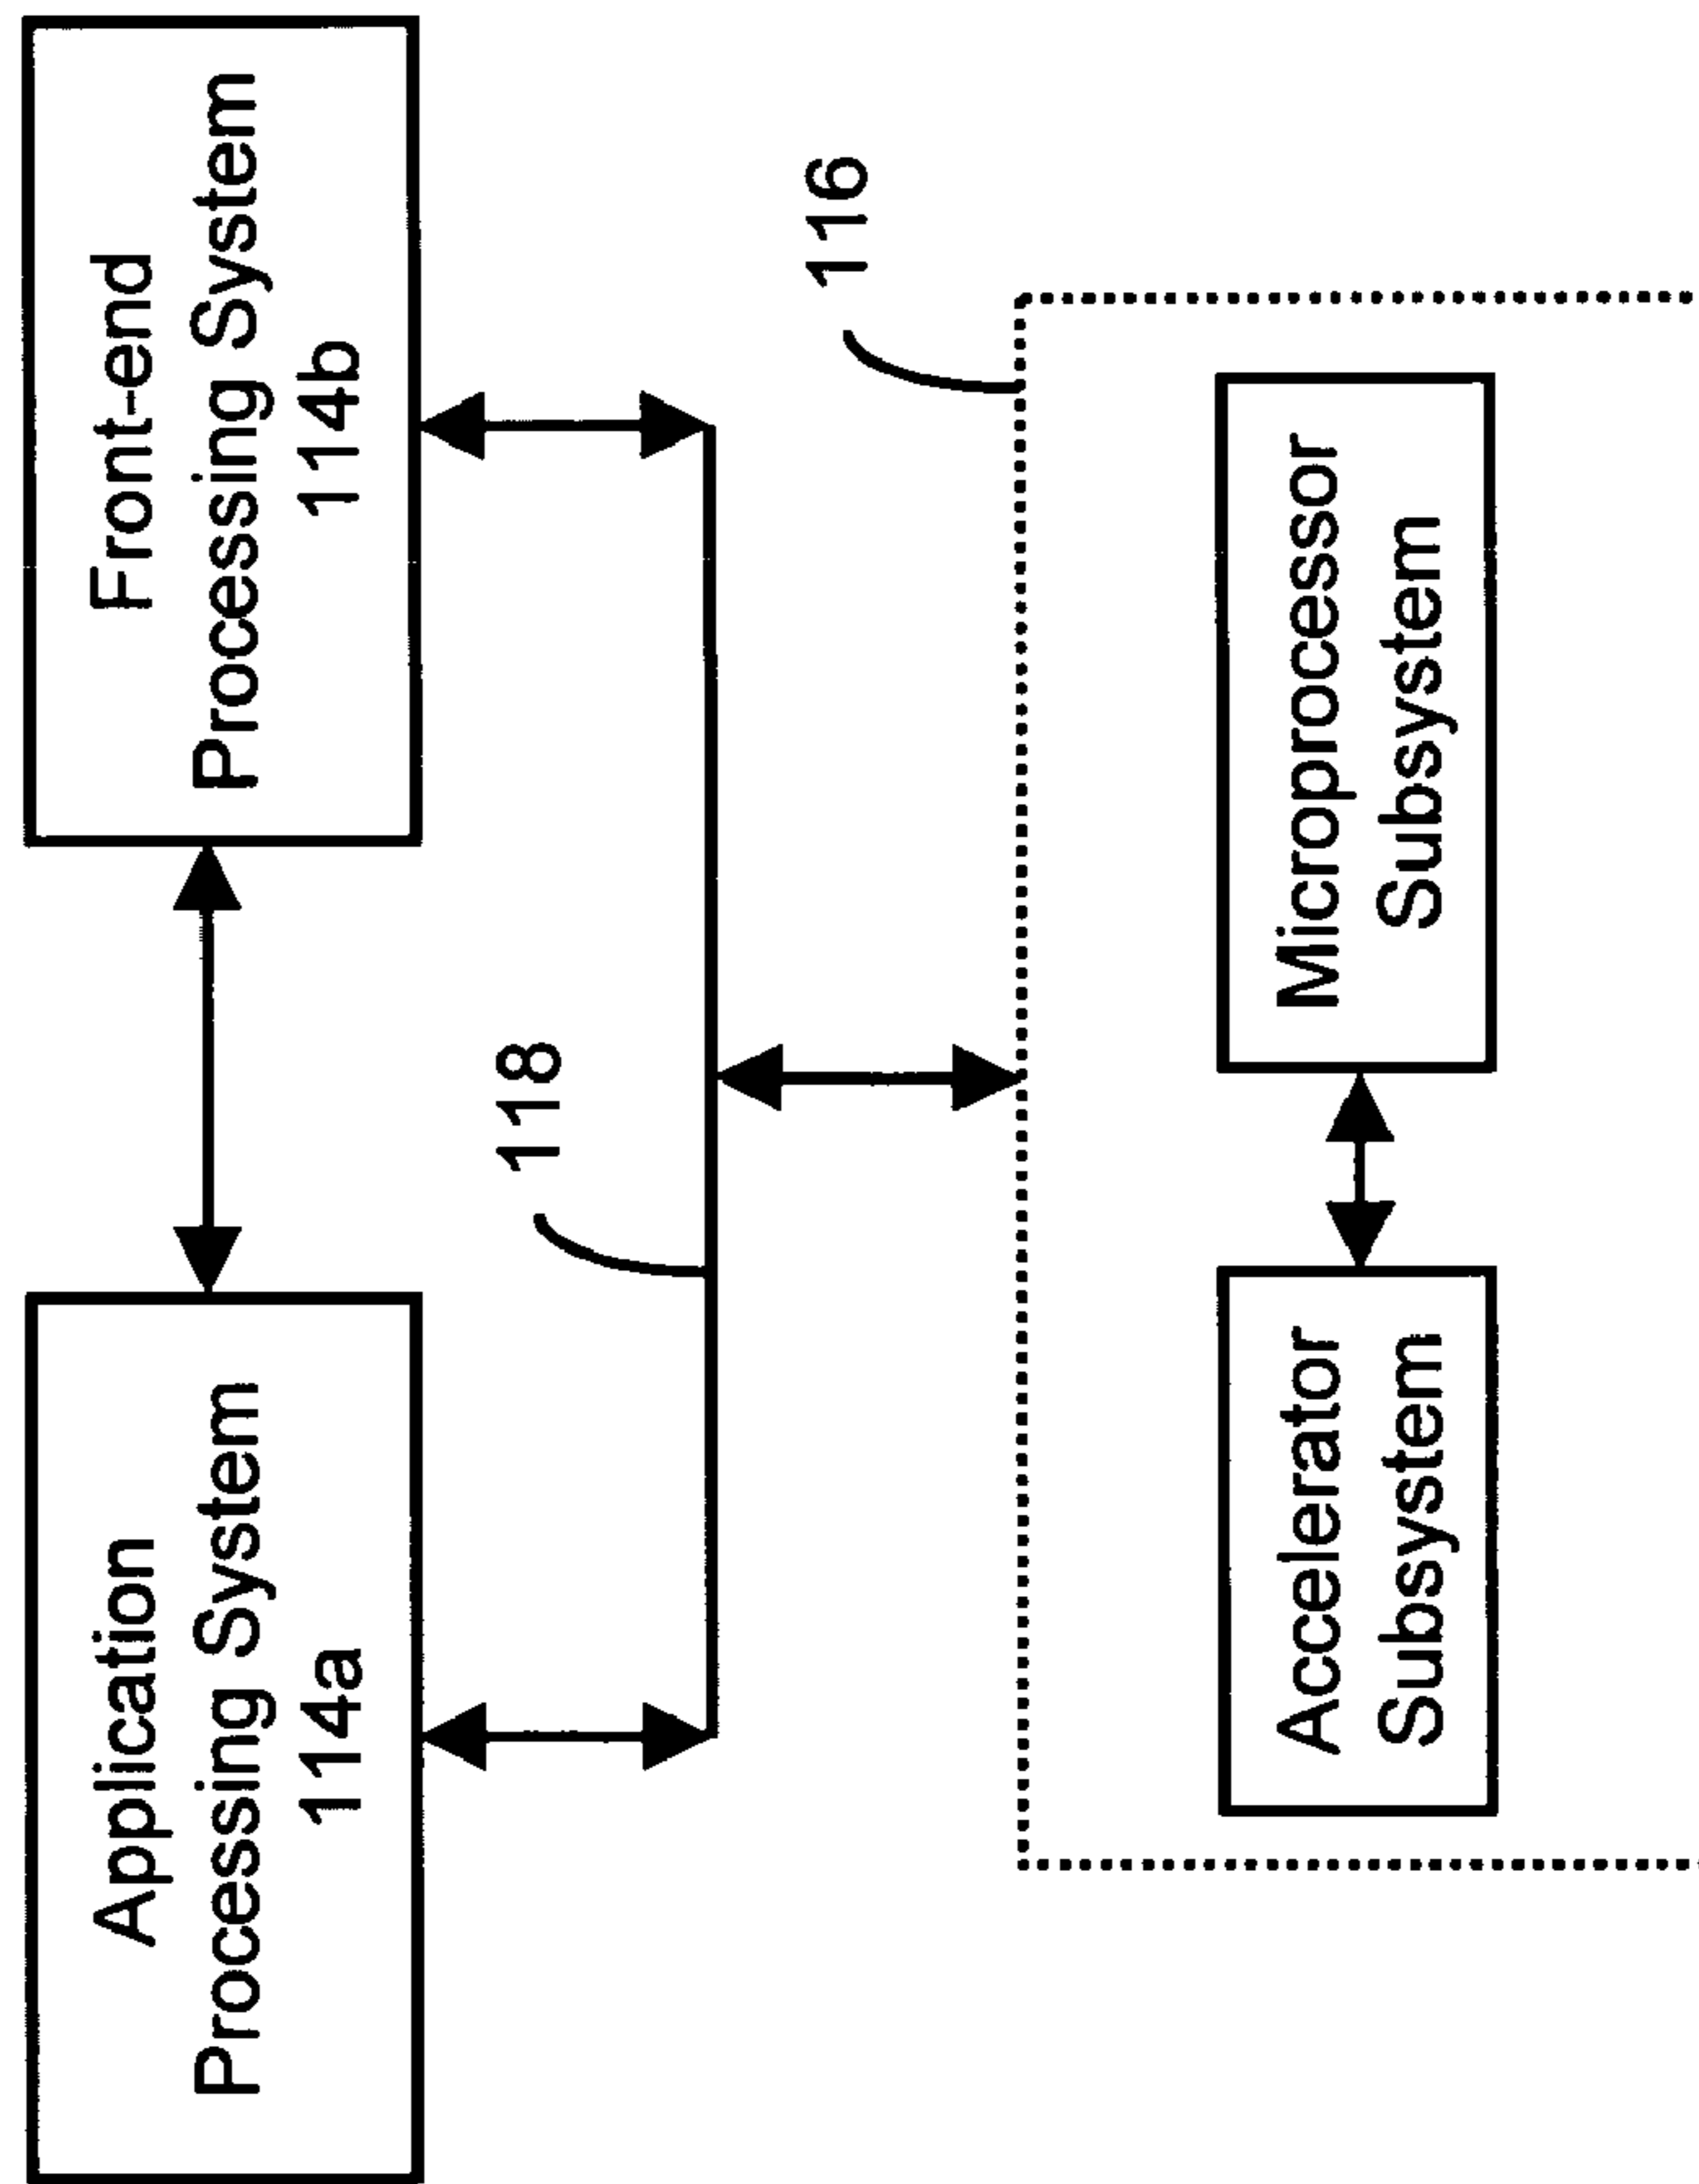 Application
Processing System
114a
Front-end
Processing System
114b
118
116
Accelerator
Subsystem
Microprocessor
Subsystem